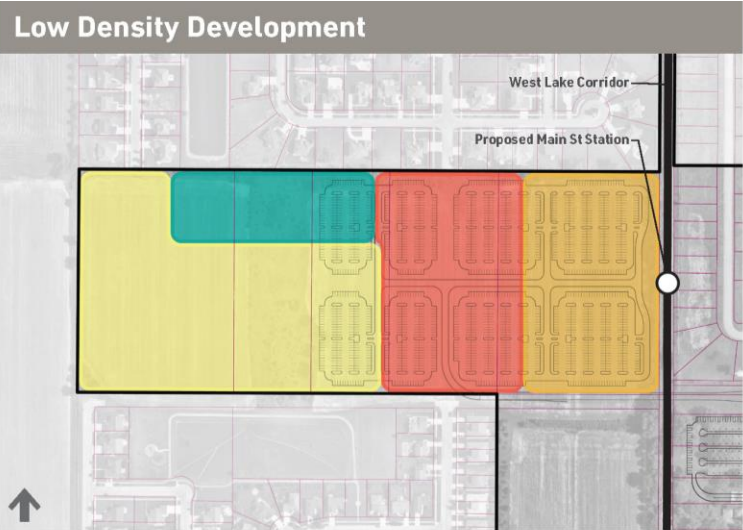 Low Density Development
West Lake Corridor
Proposed Main St Station